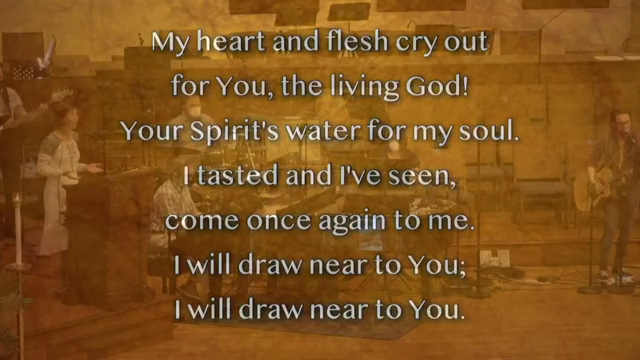 My heart and flesh cry out
for You, the living God!
Your Spirit's water for my soul.
I tasted and I've seen,
come once again to me.
I will draw near to You;
I will draw near to You.